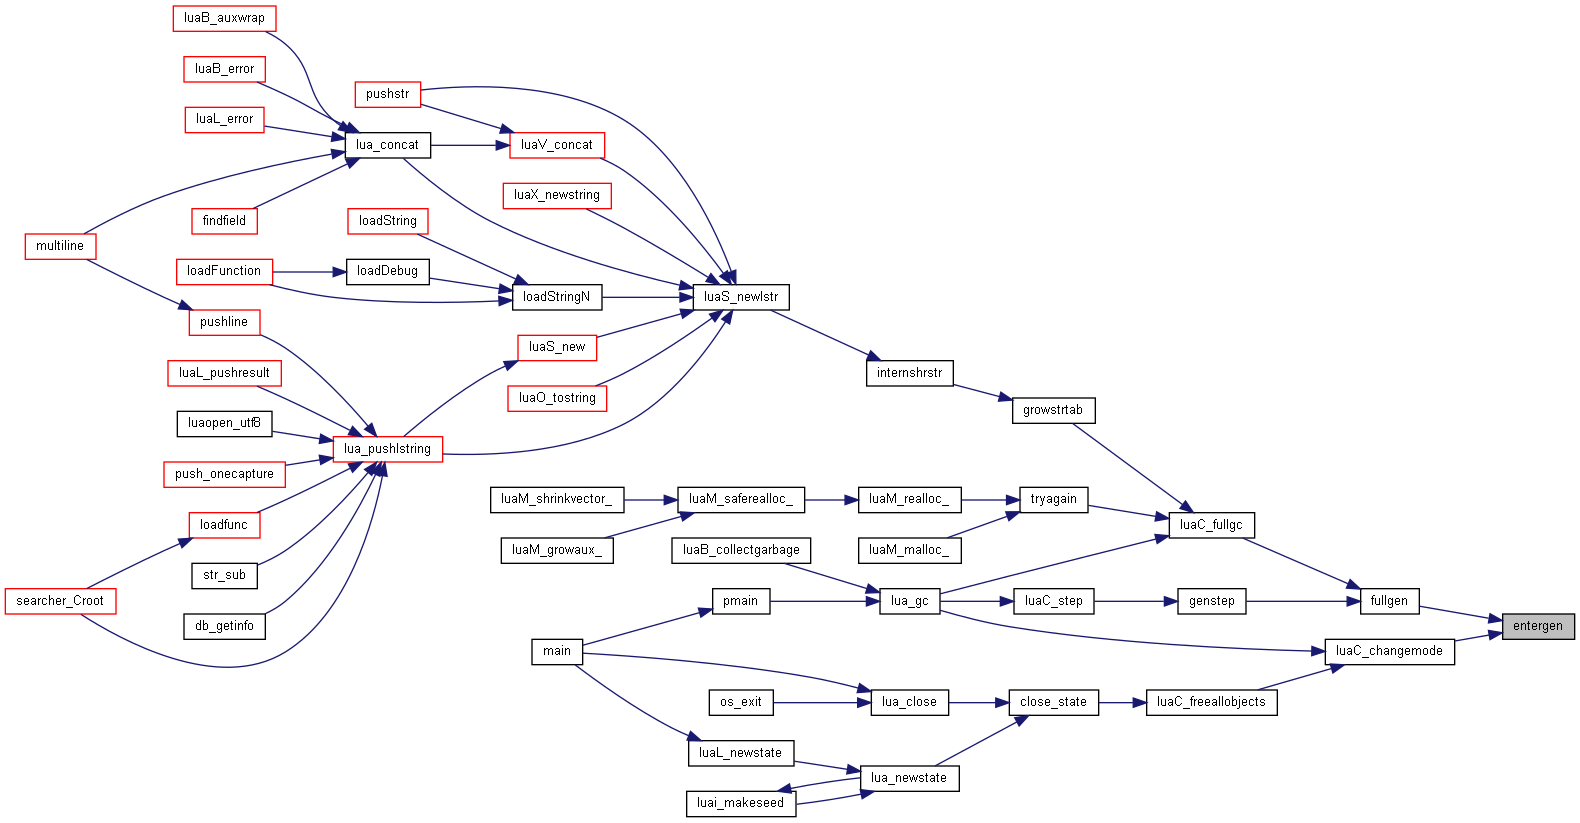 luaB_auxwrap
luaB_error
pushstr
luaL_error
lua_concat
luaV_concat
luaX_newstring
findfield
loadString
multiline
loadFunction
loadDebug
loadStringN
luaS_newlstr
pushline
luaS_new
luaL_pushresult
internshrstr
luaO_tostring
growstrtab
luaopen_utf8
lua_pushlstring
push_onecapture
luaM_shrinkvector_
luaM_saferealloc_
luaM_realloc_
tryagain
loadfunc
luaC_fullgc
luaM_growaux_
luaB_collectgarbage
luaM_malloc_
str_sub
searcher_Croot
pmain
lua_gc
luaC_step
genstep
fullgen
db_getinfo
entergen
main
luaC_changemode
os_exit
lua_close
close_state
luaC_freeallobjects
luaL_newstate
lua_newstate
luai_makeseed